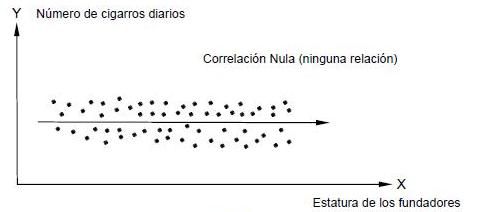 Y Número de cigarros diarios
Correlación Nula (ninguna relación)
X
Estatura de los fundadores